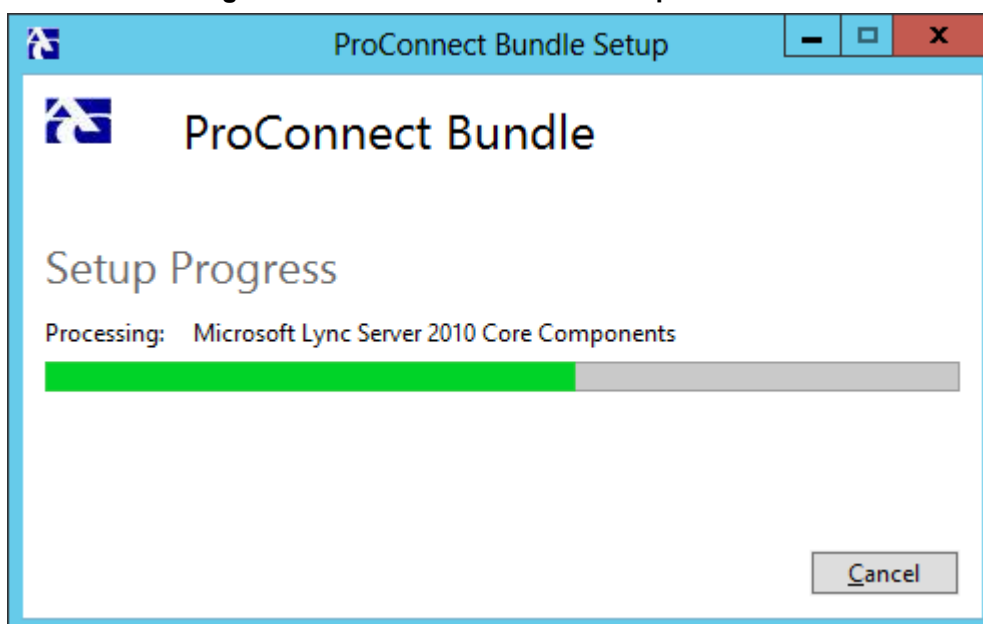 ProConnect Bundle Setup
ProConnect Bundle
Setup Progress
Processing: Microsoft Lync Server 2010 Core Components
Cancel